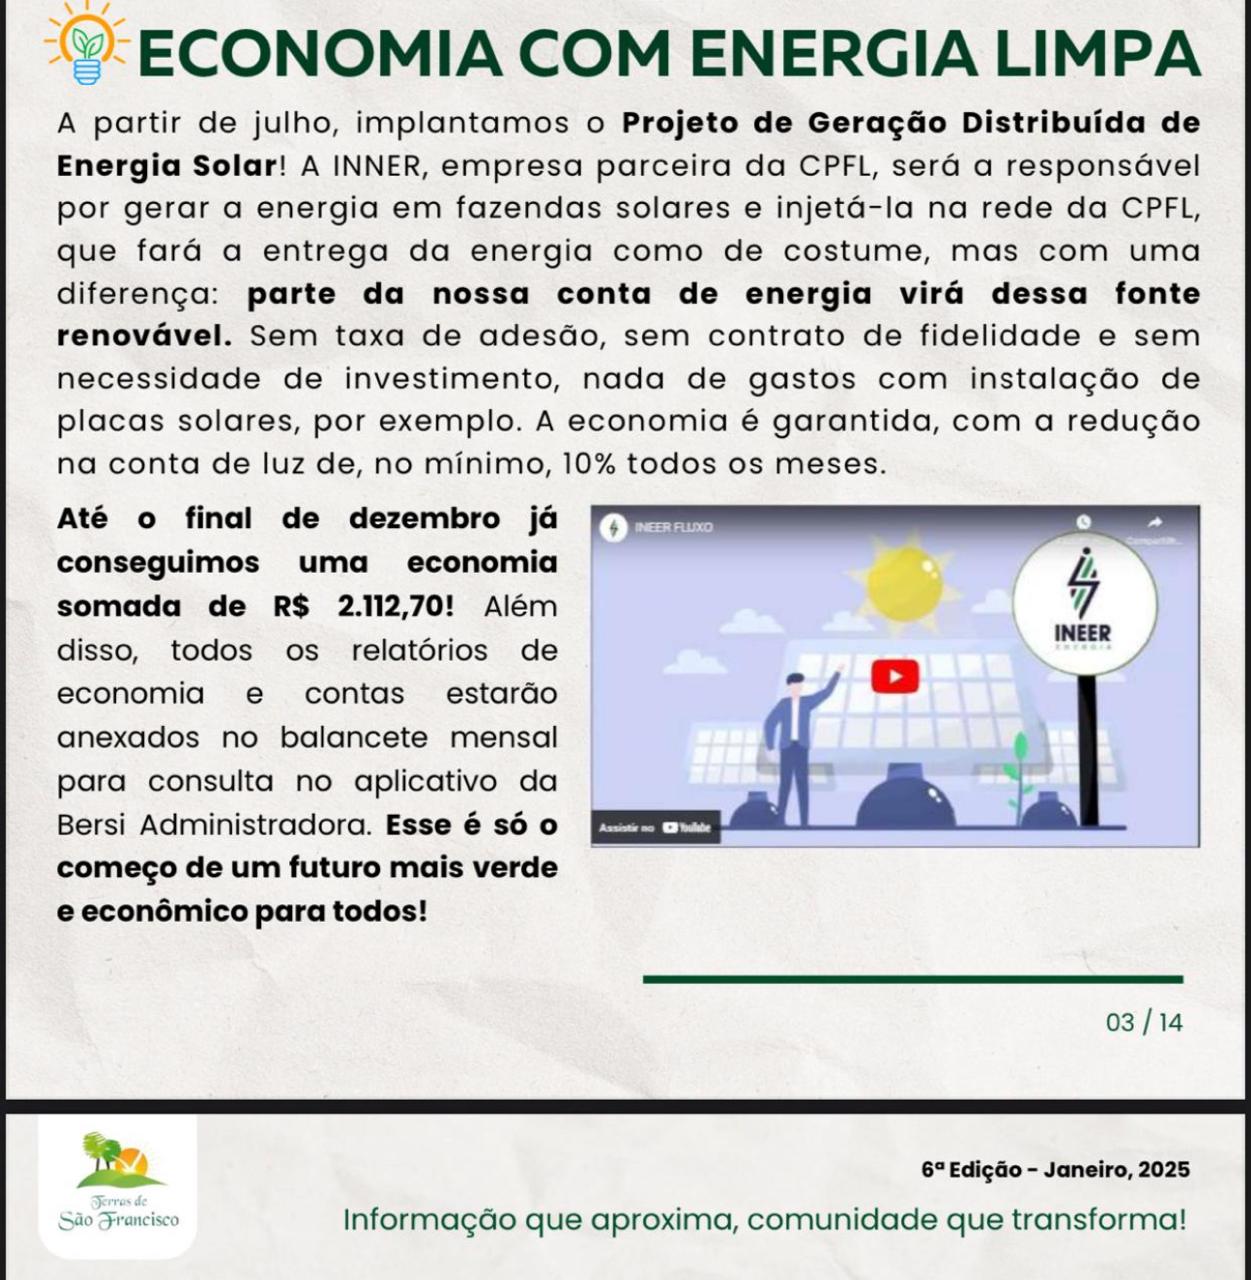 ECONOMIA COM ENERGIA LIMPA
A partir de julho, implantamos o Projeto de Geração Distribuída de
Energia Solar! A INNER, empresa parceira da CPFL, será a responsável
por gerar a energia em fazendas solares e injetá-la na rede da CPFL,
que fará a entrega da energia como de costume, mas com uma
diferença: parte da nossa conta de energia virá dessa fonte
renovável. Sem taxa de adesão, sem contrato de fidelidade e sem
necessidade de investimento, nada de gastos com instalação de
placas solares, por exemplo. A economia é garantida, com a redução
na conta de luz de, no mínimo, 10% todos os meses.
Até o final de dezembro já
conseguimos uma economia
somada de R$ 2.112,70! Além
disso, todos os relatórios de
economia e contas estarão
anexados no balancete mensal
para consulta no aplicativo da
Bersi Administradora. Esse é só o
começo de um futuro mais verde
e econômico para todos!
INEER FLUXO
Compartilh...
INEER
ENERGIA
Assistir no YouTube
03 / 14
Terras de
São Francisco
6ª Edição - Janeiro, 2025
Informação que aproxima, comunidade que transforma!